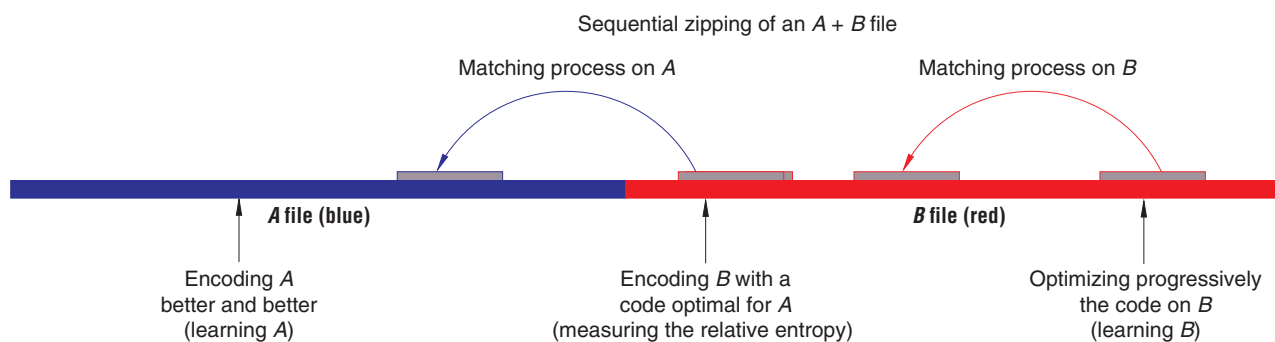 Sequential zipping of an A + B file
Matching process on A
Matching process on B
A file (blue)
B file (red)
Encoding A
better and better
(learning A)
Encoding B with a
code optimal for A
(measuring the relative entropy)
Optimizing progressively
the code on B
(learning B)